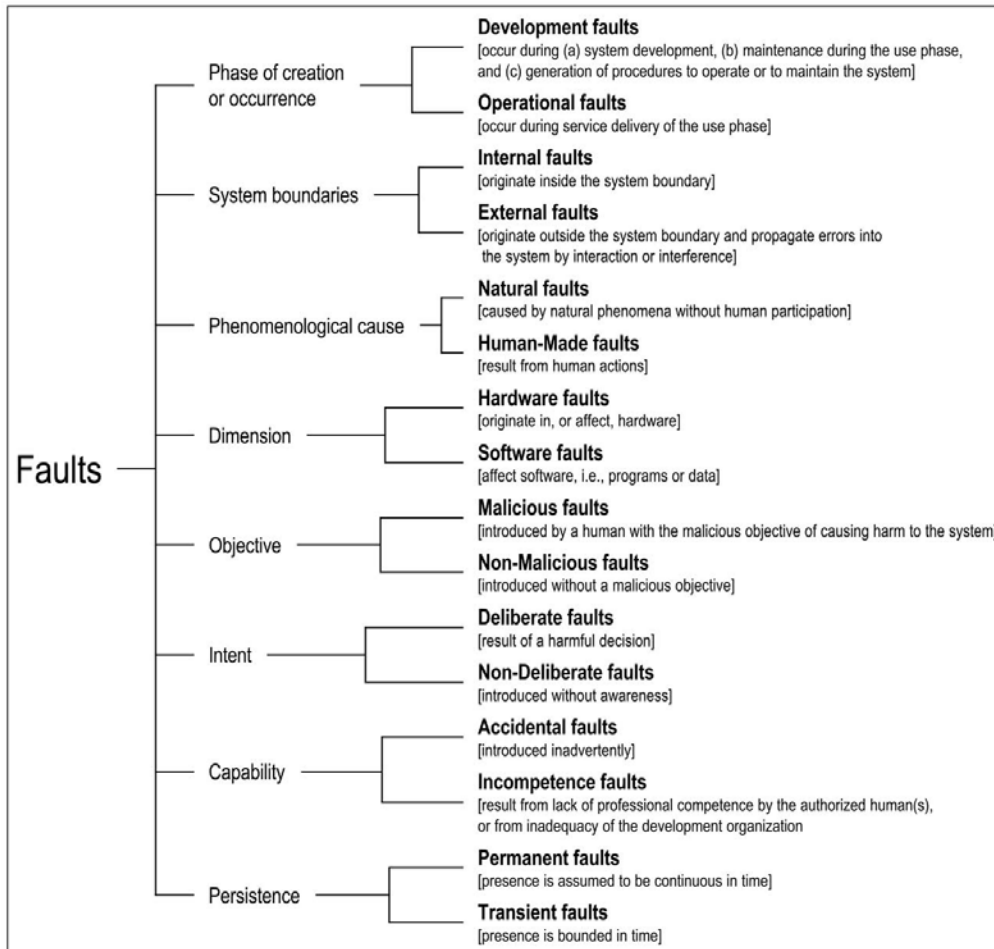 Faults
Phase of creation
or occurrence
Development faults
[occur during (a) system development, (b) maintenance during the use phase,
and (c) generation of procedures to operate or to maintain the system]
Operational faults
[occur during service delivery of the use phase]
System boundaries
Internal faults
[originate inside the system boundary]
External faults
[originate outside the system boundary and propagate errors into
the system by interaction or interference]
Phenomenological cause
Natural faults
[caused by natural phenomena without human participation]
Human-Made faults
[result from human actions]
Dimension
Hardware faults
[originate in, or affect, hardware]
Software faults
[affect software, i.e., programs or data]
Objective
Malicious faults
[introduced by a human with the malicious objective of causing harm to the system]
Non-Malicious faults
[introduced without a malicious objective]
Intent
Deliberate faults
[result of a harmful decision]
Non-Deliberate faults
[introduced without awareness]
Capability
Accidental faults
[introduced inadvertently]
Incompetence faults
[result from lack of professional competence by the authorized human(s),
or from inadequacy of the development organization
Persistence
Permanent faults
[presence is assumed to be continuous in time]
Transient faults
[presence is bounded in time]